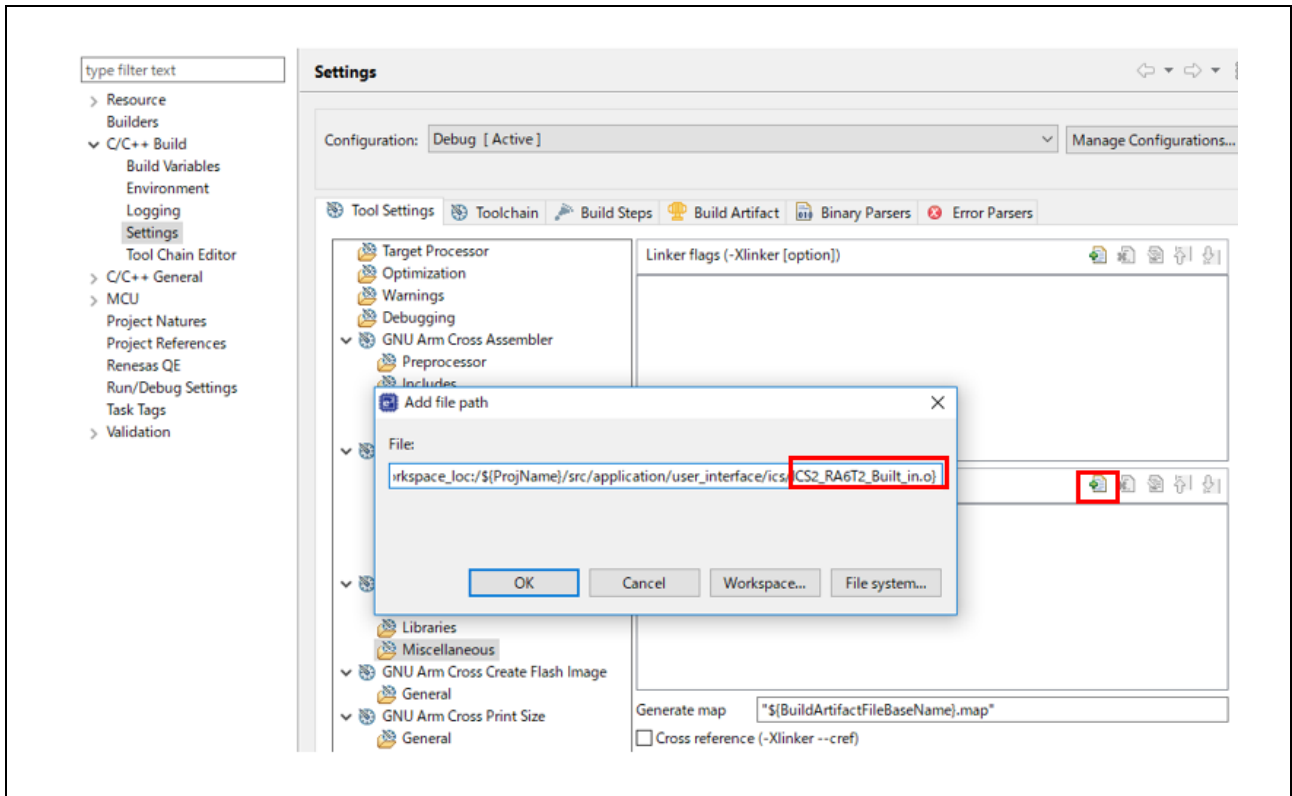 type filter text
Resource
Builders
C/C++ Build
Build Variables
Environment
Logging
Settings
Tool Chain Editor
C/C++ General
MCU
Project Natures
Project References
Renesas QE
Run/Debug Settings
Task Tags
Validation
Settings
Configuration: Debug [ Active ] Manage Configurations...
Tool Settings Toolchain Build Steps Build Artifact Binary Parsers Error Parsers
Target Processor
Optimization
Warnings
Debugging
GNU Arm Cross Assembler
Preprocessor
Includes
Linker flags (-Xlinker [option])
Add file path
File:
rkspace_loc:/${ProjName}/src/application/user_interface/ics/ICS2_RA6T2_Built_in.o}
OK Cancel Workspace... File system...
Libraries
Miscellaneous
GNU Arm Cross Create Flash Image
General
GNU Arm Cross Print Size
General
Generate map "${BuildArtifactFileBaseName}.map"
Cross reference (-Xlinker --cref)